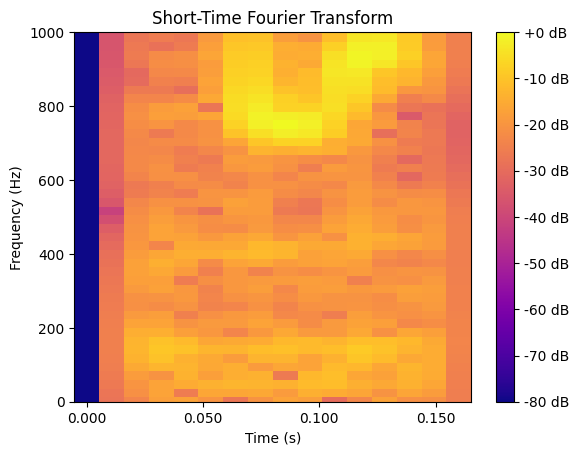 Short-Time Fourier Transform
1000
800
600
400
200
0
Frequency (Hz)
0.000
0.050
0.100
0.150
Time (s)
+0 dB
-10 dB
-20 dB
-30 dB
-40 dB
-50 dB
-60 dB
-70 dB
-80 dB